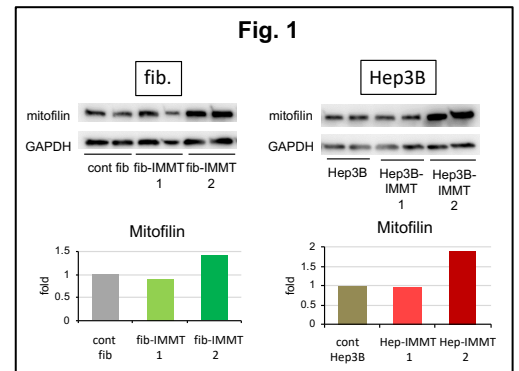 Fig. 1
fib.
Hep3B
mitofilin
GAPDH
cont fib fib-IMMT fib-IMMT
1 2
mitofilin
GAPDH
Hep3B Hep3B- Hep3B-
IMMT IMMT
1 2
Mitofilin
fold
1.5
1
0.5
0
cont fib-IMMT fib-IMMT
fib 1 2
Mitofilin
fold
2
1.5
1
0.5
0
cont Hep-IMMT Hep-IMMT
Hep3B 1 2